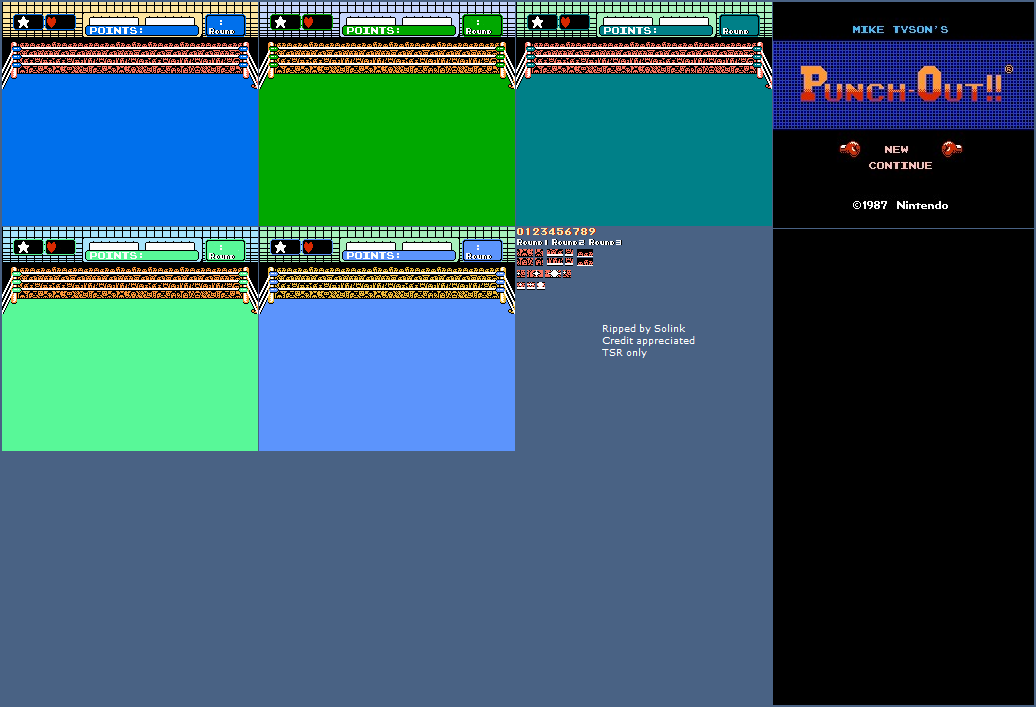 POINTS:
:
Round
POINTS:
:
Round
POINTS:
:
Round
MIKE TYSON'S
PUNCH-OUT!!®
NEW
CONTINUE
©1987 Nintendo
POINTS:
:
Round
POINTS:
:
Round
0123456789
Round 1 Round 2 Round 3
Ripped by Solink
Credit appreciated
TSR only